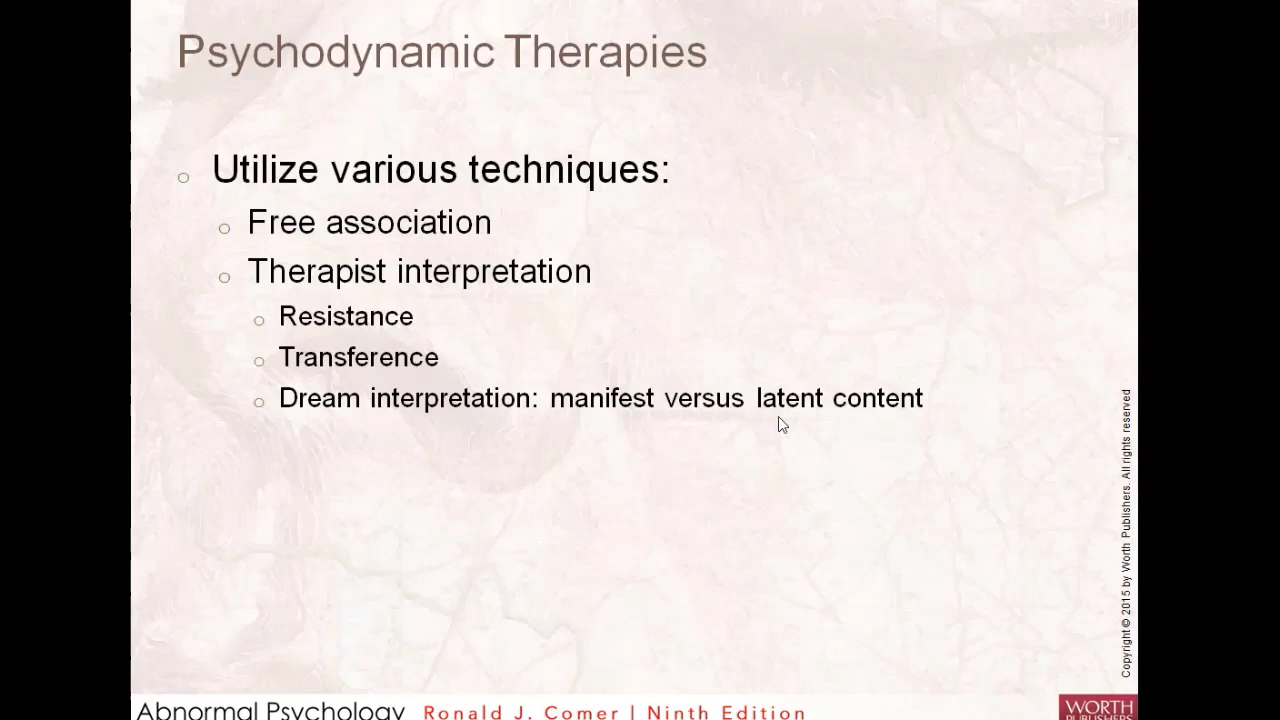 Psychodynamic Therapies
Utilize various techniques:
Free association
Therapist interpretation
Resistance
Transference
Dream interpretation: manifest versus latent content
Copyright © 2015 by Worth Publishers. All rights reserved
Abnormal Psychology Ronald J. Comer | Ninth Edition
WORTH
PUBLISHERS